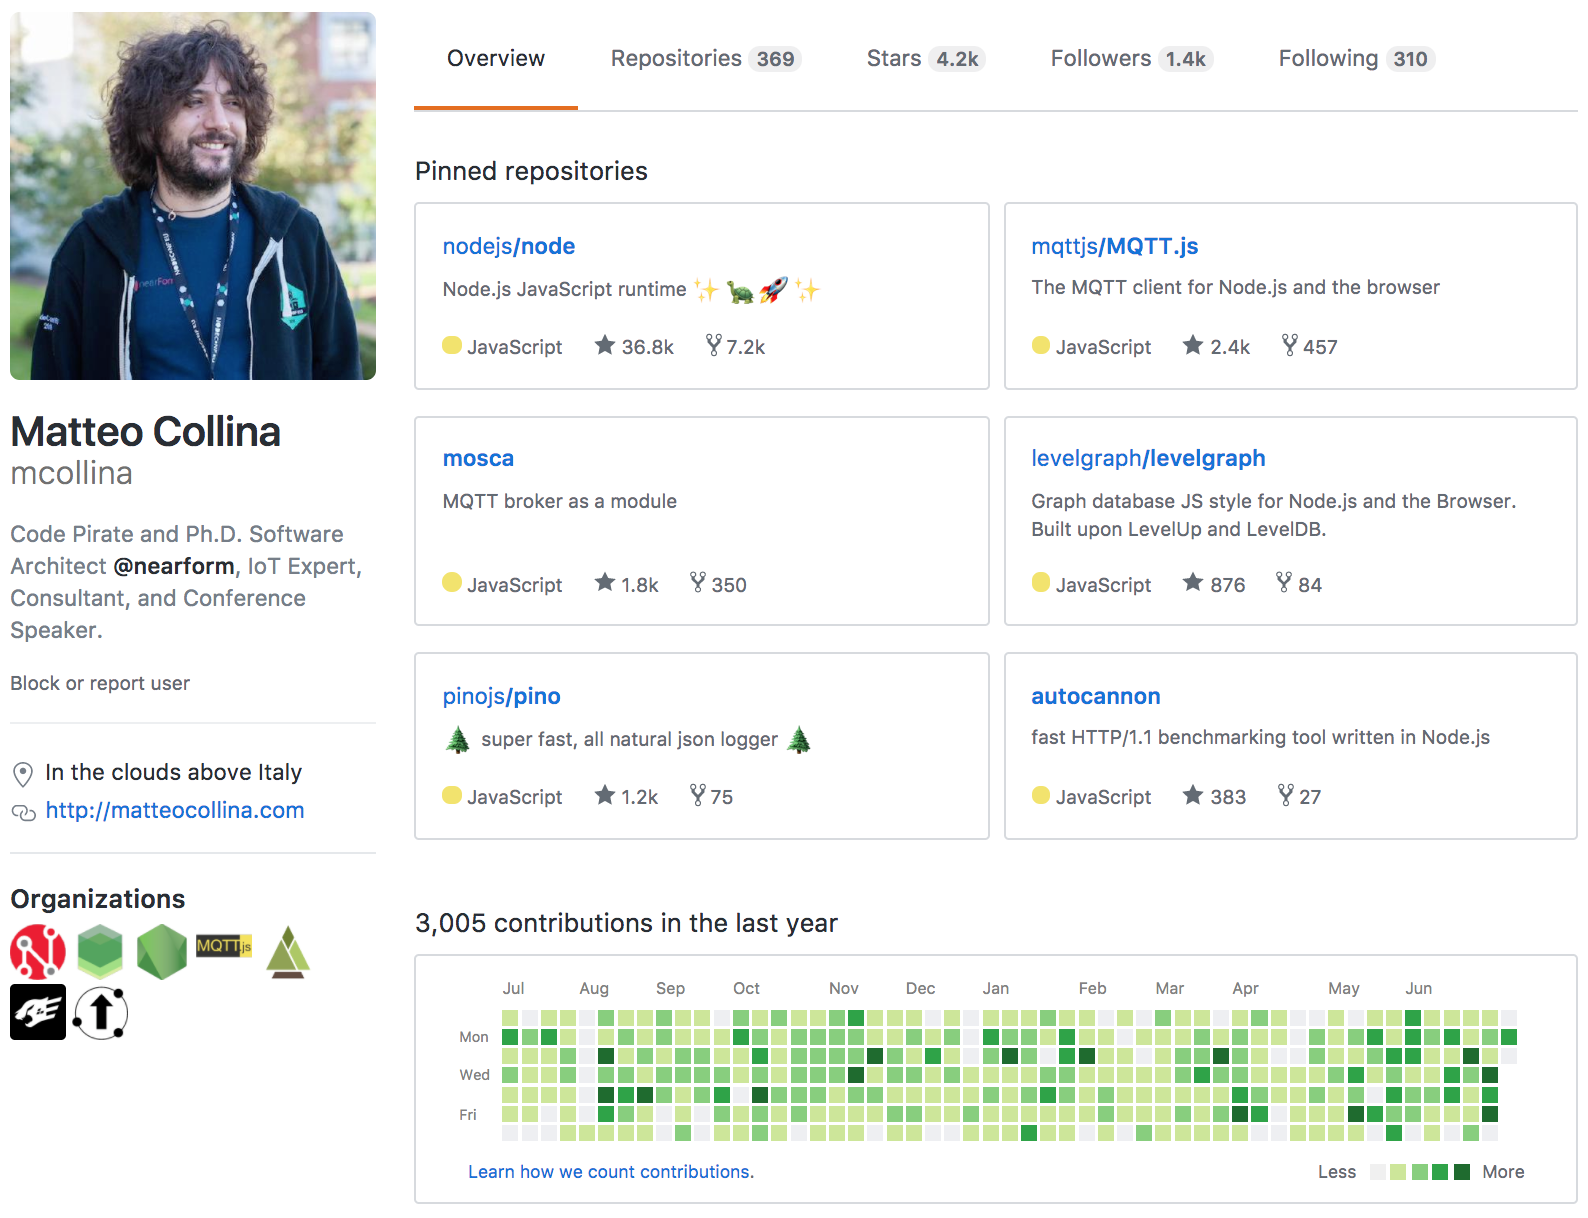 Overview Repositories 369 Stars 4.2k Followers 1.4k Following 310
nearForm
NODECONF EU
Matteo Collina
mcollina
Code Pirate and Ph.D. Software
Architect @nearform, IoT Expert,
Consultant, and Conference
Speaker.
Block or report user
In the clouds above Italy
http://matteocollina.com
Organizations
MQTT.js
Pinned repositories
nodejs/node
Node.js JavaScript runtime ✨🐢🚀✨
JavaScript 36.8k 7.2k
mqttjs/MQTT.js
The MQTT client for Node.js and the browser
JavaScript 2.4k 457
mosca
MQTT broker as a module
JavaScript 1.8k 350
levelgraph/levelgraph
Graph database JS style for Node.js and the Browser.
Built upon LevelUp and LevelDB.
JavaScript 876 84
pinojs/pino
🌲 super fast, all natural json logger 🌲
JavaScript 1.2k 75
autocannon
fast HTTP/1.1 benchmarking tool written in Node.js
JavaScript 383 27
3,005 contributions in the last year
Jul Aug Sep Oct Nov Dec Jan Feb Mar Apr May Jun
Mon
Wed
Fri
Learn how we count contributions.
Less More